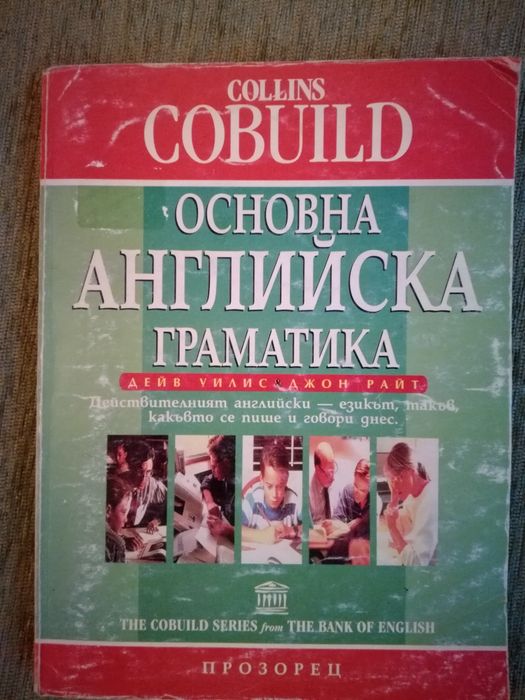 COLLINS
COBUILD
ОСНОВНА
АНГЛИЙСКА
ГРАМАТИКА
ДЕЙВ УИЛИС & ДЖОН РАЙТ
Действителният английски — езикът, такъв,
какъвто се пише и говори днес.
THE COBUILD SERIES from THE BANK OF ENGLISH
ПРОЗОРЕЦ